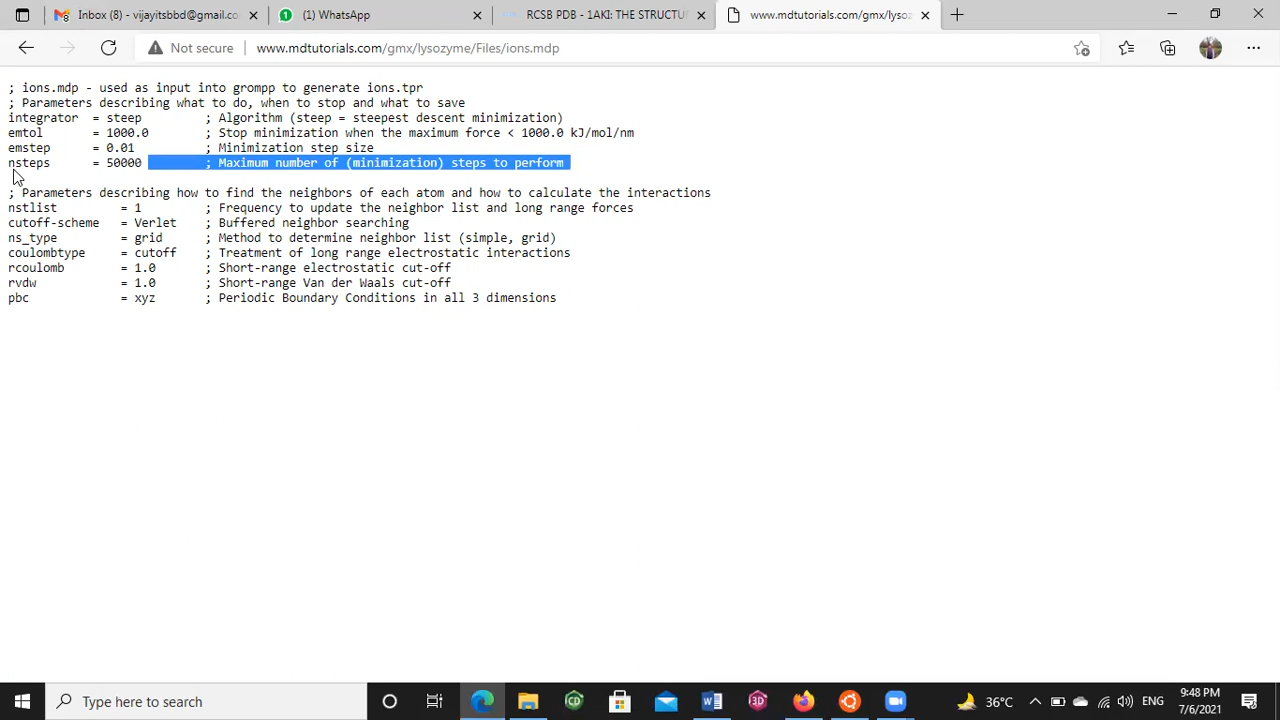 Inbox (8) - vijayitsbbd@gmail.co
(1) WhatsApp
RCSB PDB - 1AKI: THE STRUCTU
www.mdtutorials.com/gmx/lysoz
Not secure
www.mdtutorials.com/gmx/lysozyme/Files/ions.mdp
; ions.mdp - used as input into grompp to generate ions.tpr
; Parameters describing what to do, when to stop and what to save
integrator = steep ; Algorithm (steep = steepest descent minimization)
emtol = 1000.0 ; Stop minimization when the maximum force < 1000.0 kJ/mol/nm
emstep = 0.01 ; Minimization step size
nsteps = 50000 ; Maximum number of (minimization) steps to perform
; Parameters describing how to find the neighbors of each atom and how to calculate the interactions
nstlist = 1 ; Frequency to update the neighbor list and long range forces
cutoff-scheme = Verlet ; Buffered neighbor searching
ns_type = grid ; Method to determine neighbor list (simple, grid)
coulombtype = cutoff ; Treatment of long range electrostatic interactions
rcoulomb = 1.0 ; Short-range electrostatic cut-off
rvdw = 1.0 ; Short-range Van der Waals cut-off
pbc = xyz ; Periodic Boundary Conditions in all 3 dimensions
Type here to search
36°C
ENG
9:48 PM
7/6/2021